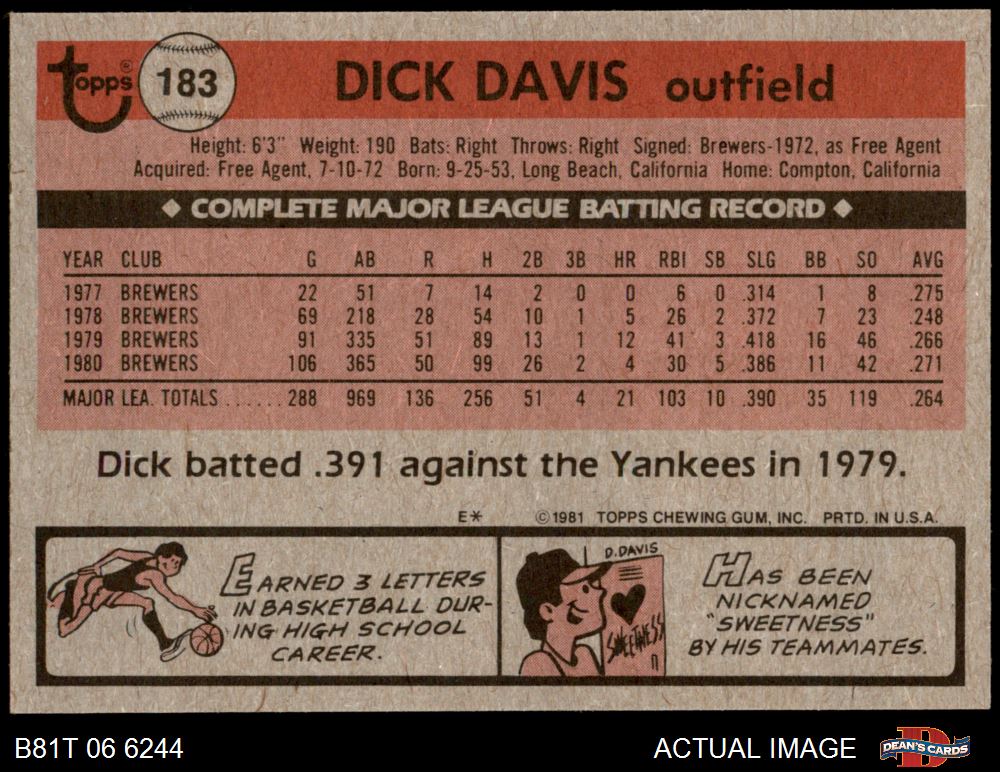 topps©
183
DICK DAVIS outfield
Height: 6'3" Weight: 190 Bats: Right Throws: Right Signed: Brewers-1972, as Free Agent
Acquired: Free Agent, 7-10-72 Born: 9-25-53, Long Beach, California Home: Compton, California
◆ COMPLETE MAJOR LEAGUE BATTING RECORD ◆
YEAR CLUB G AB R H 2B 3B HR RBI SB SLG BB SO AVG
1977 BREWERS 22 51 7 14 2 0 0 6 0 .314 1 8 .275
1978 BREWERS 69 218 28 54 10 1 5 26 2 .372 7 23 .248
1979 BREWERS 91 335 51 89 13 1 12 41 3 .418 16 46 .266
1980 BREWERS 106 365 50 99 26 2 4 30 5 .386 11 42 .271
MAJOR LEA. TOTALS ...... 288 969 136 256 51 4 21 103 10 .390 35 119 .264
Dick batted .391 against the Yankees in 1979.
E* ©1981 TOPPS CHEWING GUM, INC. PRTD. IN U.S.A.
EARNED 3 LETTERS
IN BASKETBALL DUR-
ING HIGH SCHOOL
CAREER.
D. DAVIS
SWEETNESS
HAS BEEN
NICKNAMED
"SWEETNESS"
BY HIS TEAMMATES.
B81T 06 6244
ACTUAL IMAGE
D
DEAN'S CARDS